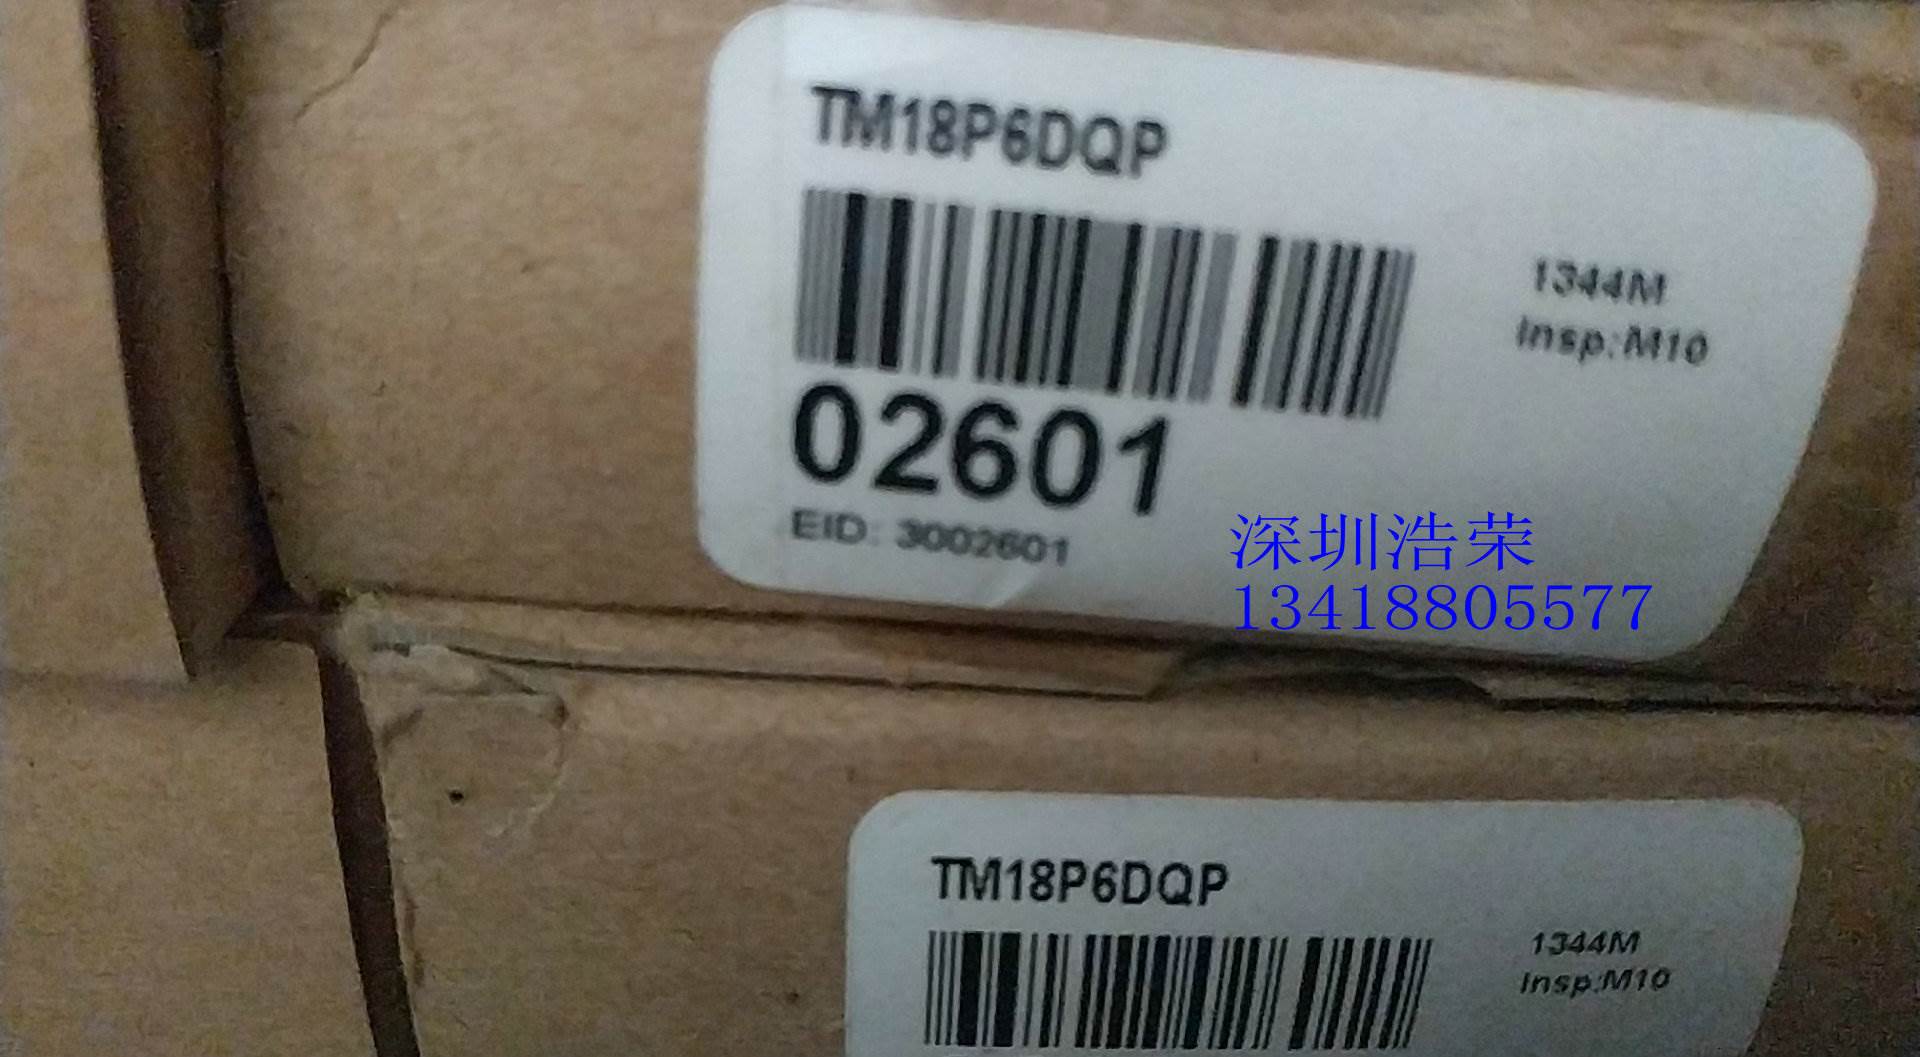 TM18P6DQP
1344M
Insp:M10
02601
EID: 3002601
深圳浩荣
13418805577
TM18P6DQP
1344M
Insp:M10